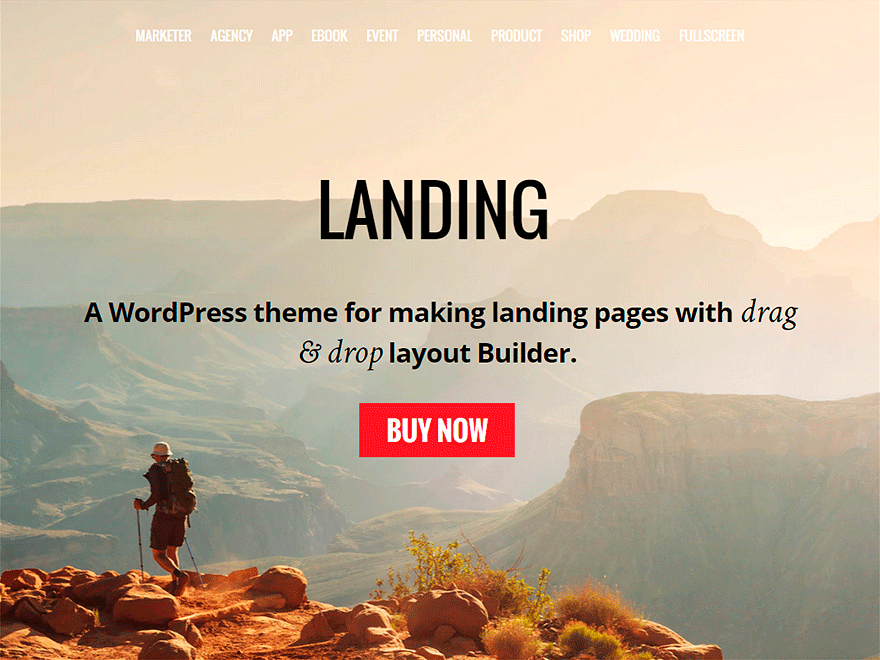 MARKETER AGENCY APP EBOOK EVENT PERSONAL PRODUCT SHOP WEDDING FULLSCREEN
LANDING
A WordPress theme for making landing pages with drag
& drop layout Builder.
BUY NOW